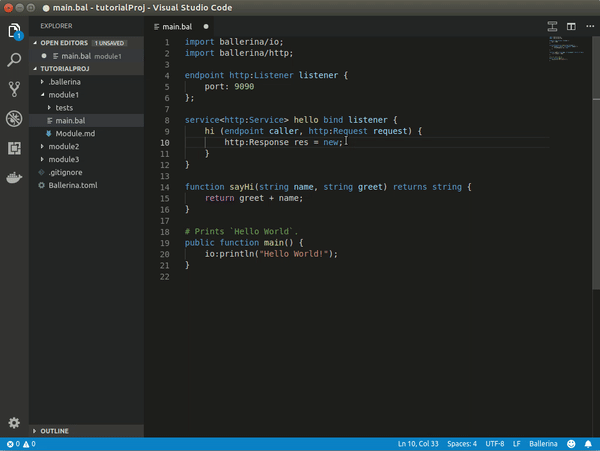 main.bal - tutorialProj - Visual Studio Code
EXPLORER
OPEN EDITORS 1 UNSAVED
main.bal module1
TUTORIALPROJ
.ballerina
module1
tests
main.bal
Module.md
module2
module3
.gitignore
Ballerina.toml
OUTLINE
1
main.bal
1 import ballerina/io;
2 import ballerina/http;
3
4 endpoint http:Listener listener {
5 port: 9090
6 };
7
8 service<http:Service> hello bind listener {
9 hi (endpoint caller, http:Request request) {
10 http:Response res = new;
11 }
12 }
13
14 function sayHi(string name, string greet) returns string {
15 return greet + name;
16 }
17
18 # Prints `Hello World`.
19 public function main() {
20 io:println("Hello World!");
21 }
22
0 0 Ln 10, Col 33 Spaces: 4 UTF-8 LF Ballerina